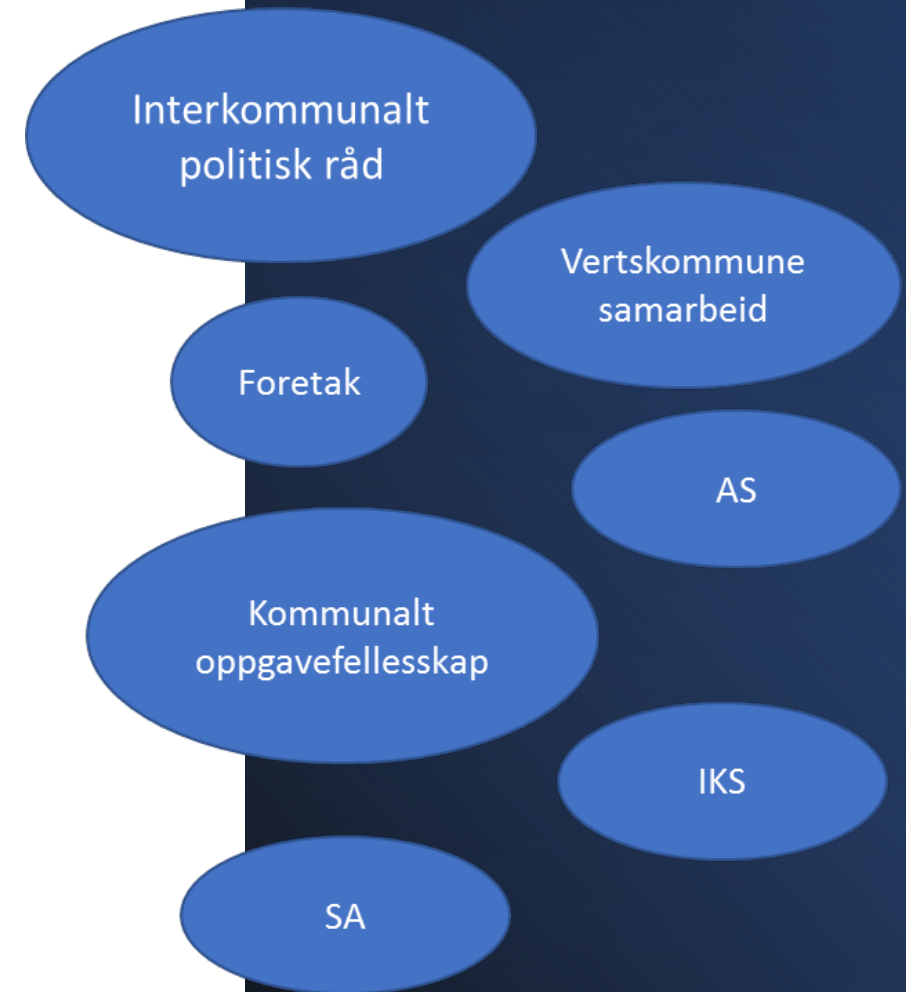 Interkommunalt
politisk råd
Vertskommune
samarbeid
Foretak
AS
Kommunalt
oppgavefellesskap
IKS
SA